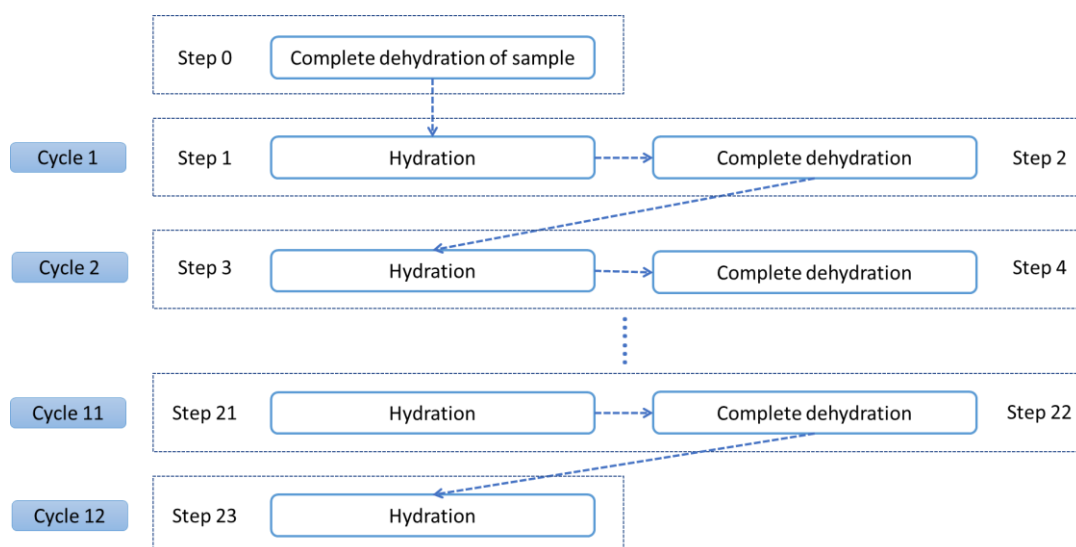 Step 0 Complete dehydration of sample
Cycle 1 Step 1 Hydration Complete dehydration Step 2
Cycle 2 Step 3 Hydration Complete dehydration Step 4
Cycle 11 Step 21 Hydration Complete dehydration Step 22
Cycle 12 Step 23 Hydration